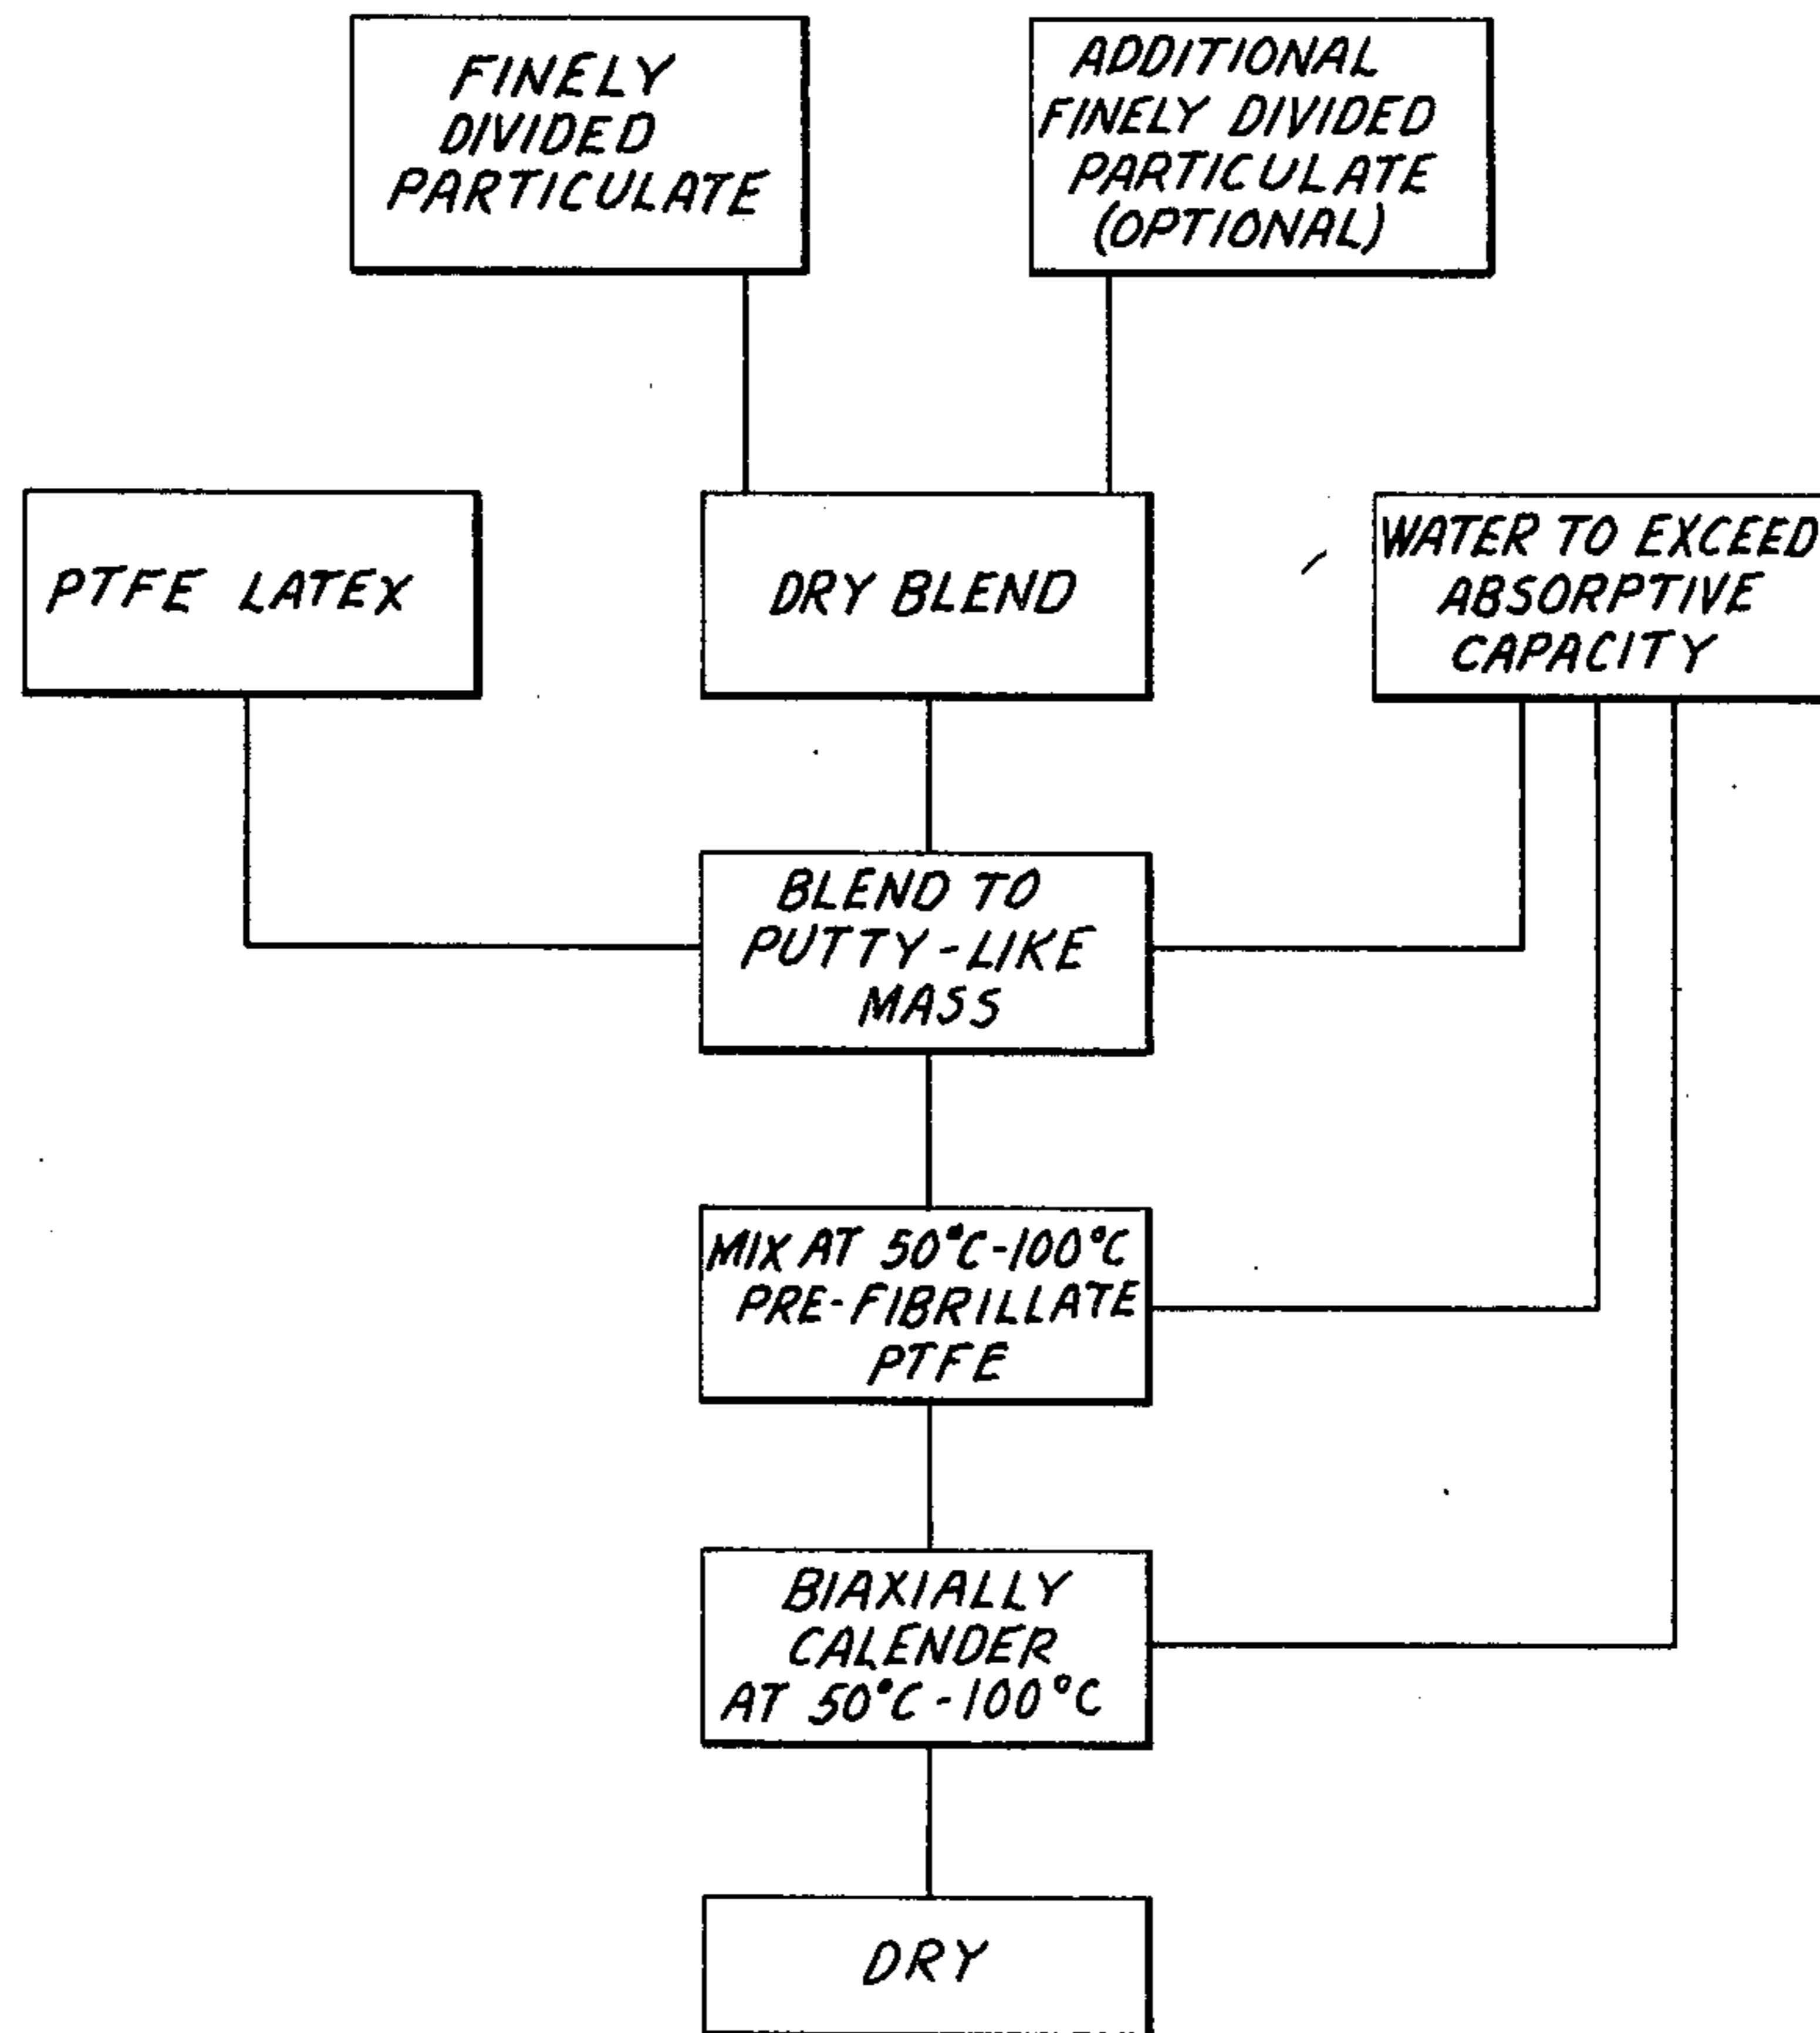 FINELY
DIVIDED
PARTICULATE
ADDITIONAL
FINELY DIVIDED
PARTICULATE
(OPTIONAL)
PTFE LATEX
DRY BLEND
WATER TO EXCEED
ABSORPTIVE
CAPACITY
BLEND TO
PUTTY-LIKE
MASS
MIX AT 50°C-100°C
PRE-FIBRILLATE
PTFE
BIAXIALLY
CALENDER
AT 50°C-100°C
DRY